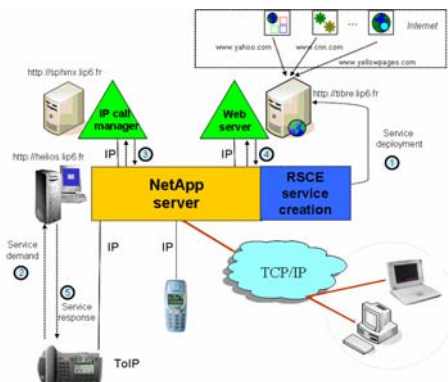 Internet
...
www.yahoo.com
www.cnn.com
www.yellowpages.com
http://sphinx.lip6.fr
http://tibre.lip6.fr
IP call
manager
Web
server
Service
deployment
1
http://helios.lip6.fr
IP
3
IP
4
NetApp
server
RSCE
service
creation
Service
demand
2
5
Service
response
IP
IP
TCP/IP
ToIP